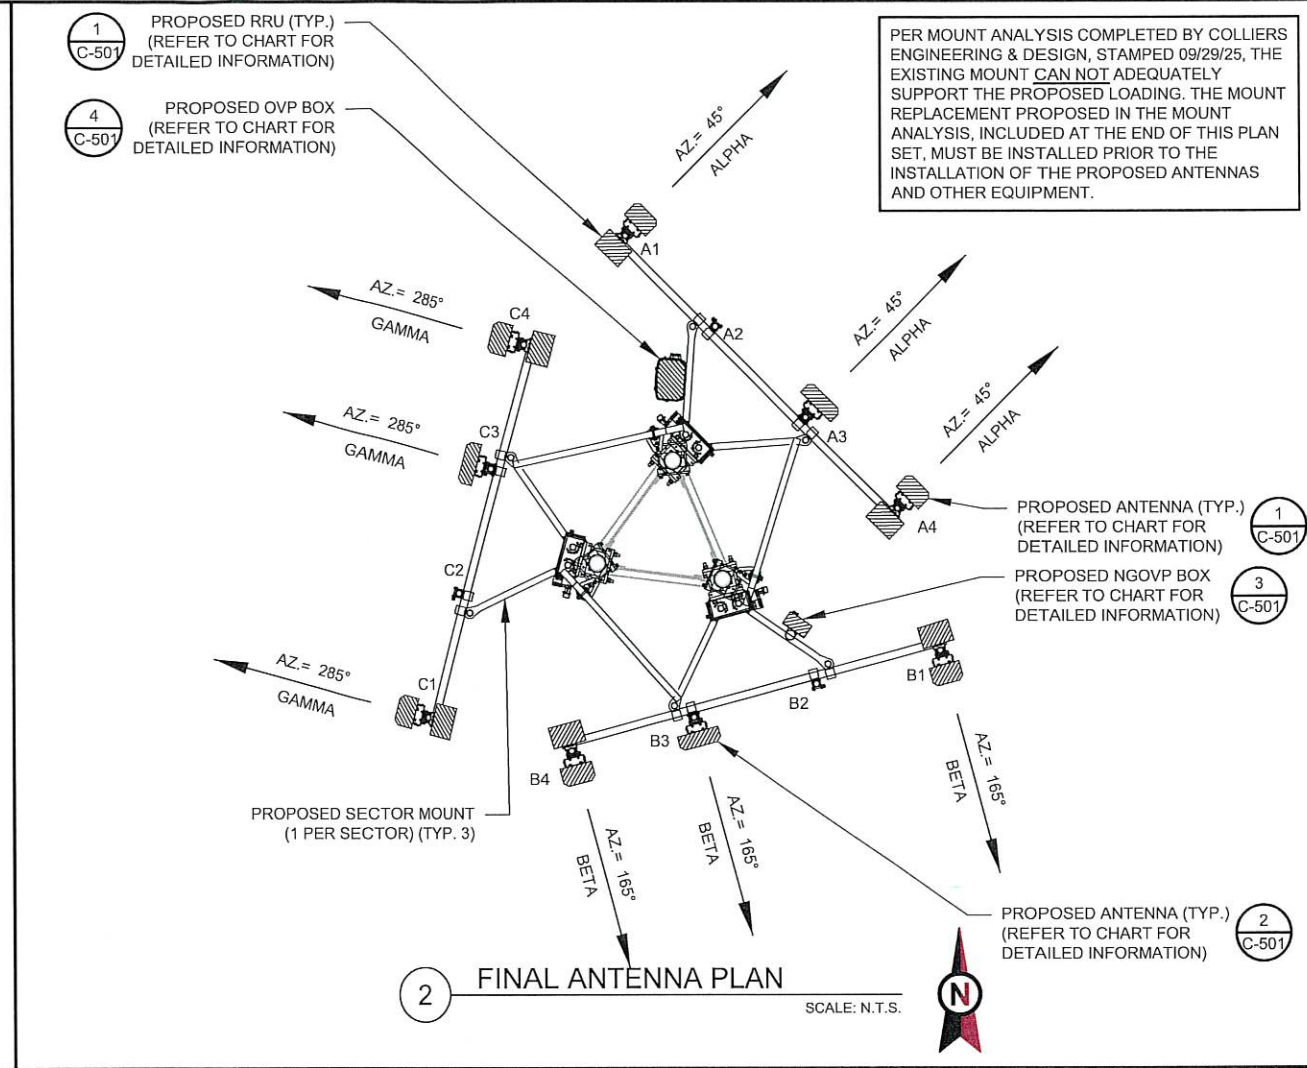 1
C-501
PROPOSED RRU (TYP.)
(REFER TO CHART FOR
DETAILED INFORMATION)
4
C-501
PROPOSED OVP BOX
(REFER TO CHART FOR
DETAILED INFORMATION)
PER MOUNT ANALYSIS COMPLETED BY COLLIERS
ENGINEERING & DESIGN, STAMPED 09/29/25, THE
EXISTING MOUNT CAN NOT ADEQUATELY
SUPPORT THE PROPOSED LOADING. THE MOUNT
REPLACEMENT PROPOSED IN THE MOUNT
ANALYSIS, INCLUDED AT THE END OF THIS PLAN
SET, MUST BE INSTALLED PRIOR TO THE
INSTALLATION OF THE PROPOSED ANTENNAS
AND OTHER EQUIPMENT.
AZ.= 45°
ALPHA
A1
AZ.= 285°
GAMMA
C4
A2
AZ.= 45°
ALPHA
AZ.= 285°
GAMMA
C3
A3
AZ.= 45°
ALPHA
A4
PROPOSED ANTENNA (TYP.)
(REFER TO CHART FOR
DETAILED INFORMATION)
1
C-501
PROPOSED NGOVP BOX
(REFER TO CHART FOR
DETAILED INFORMATION)
3
C-501
C2
AZ.= 285°
GAMMA
C1
B1
B2
B3
B4
AZ.= 165°
BETA
AZ.= 165°
BETA
AZ.= 165°
BETA
PROPOSED SECTOR MOUNT
(1 PER SECTOR) (TYP. 3)
PROPOSED ANTENNA (TYP.)
(REFER TO CHART FOR
DETAILED INFORMATION)
2
C-501
2
FINAL ANTENNA PLAN
SCALE: N.T.S.
N